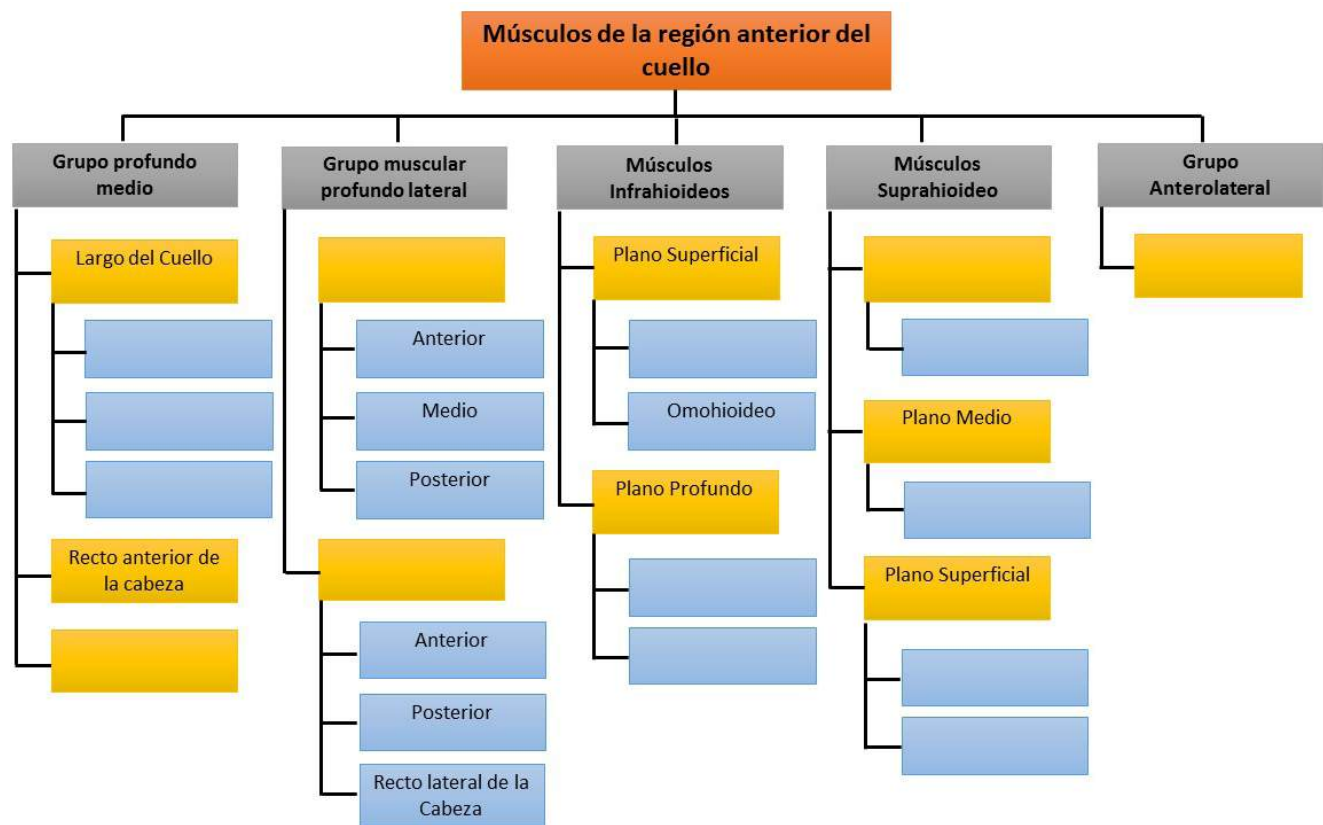 Músculos de la región anterior del
cuello
Grupo profundo
medio
Largo del Cuello
Recto anterior de
la cabeza
Grupo muscular
profundo lateral
Anterior
Medio
Posterior
Anterior
Posterior
Recto lateral de la
Cabeza
Músculos
Infrahioideos
Plano Superficial
Omohioideo
Plano Profundo
Músculos
Suprahioideo
Plano Medio
Plano Superficial
Grupo
Anterolateral